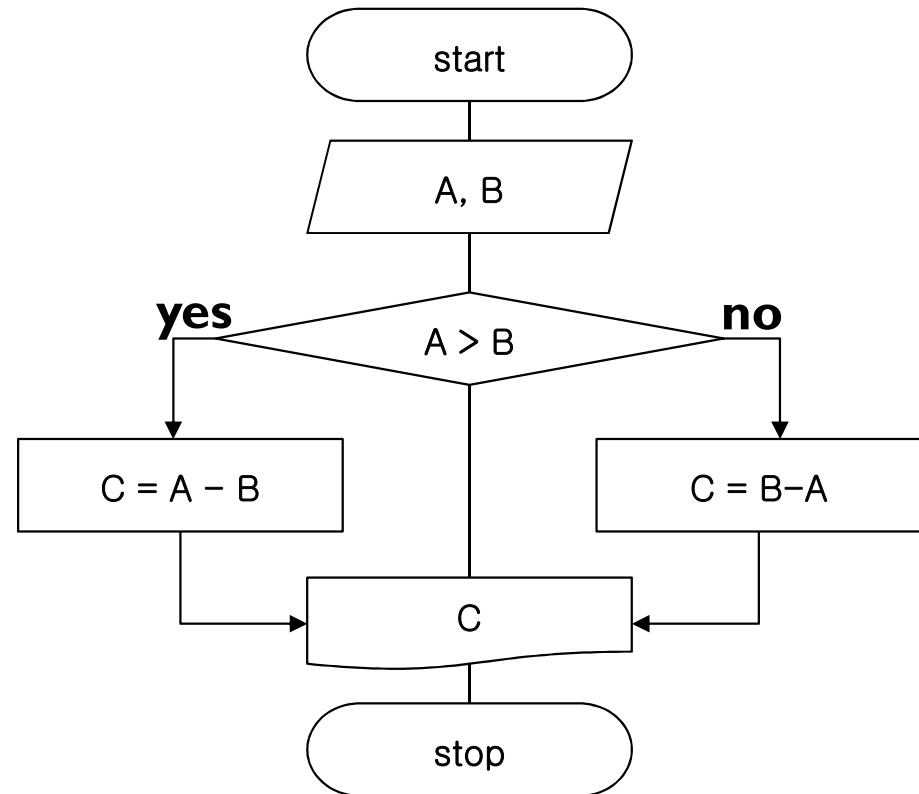 start
A, B
yes
no
A > B
C = A - B
C = B-A
C
stop